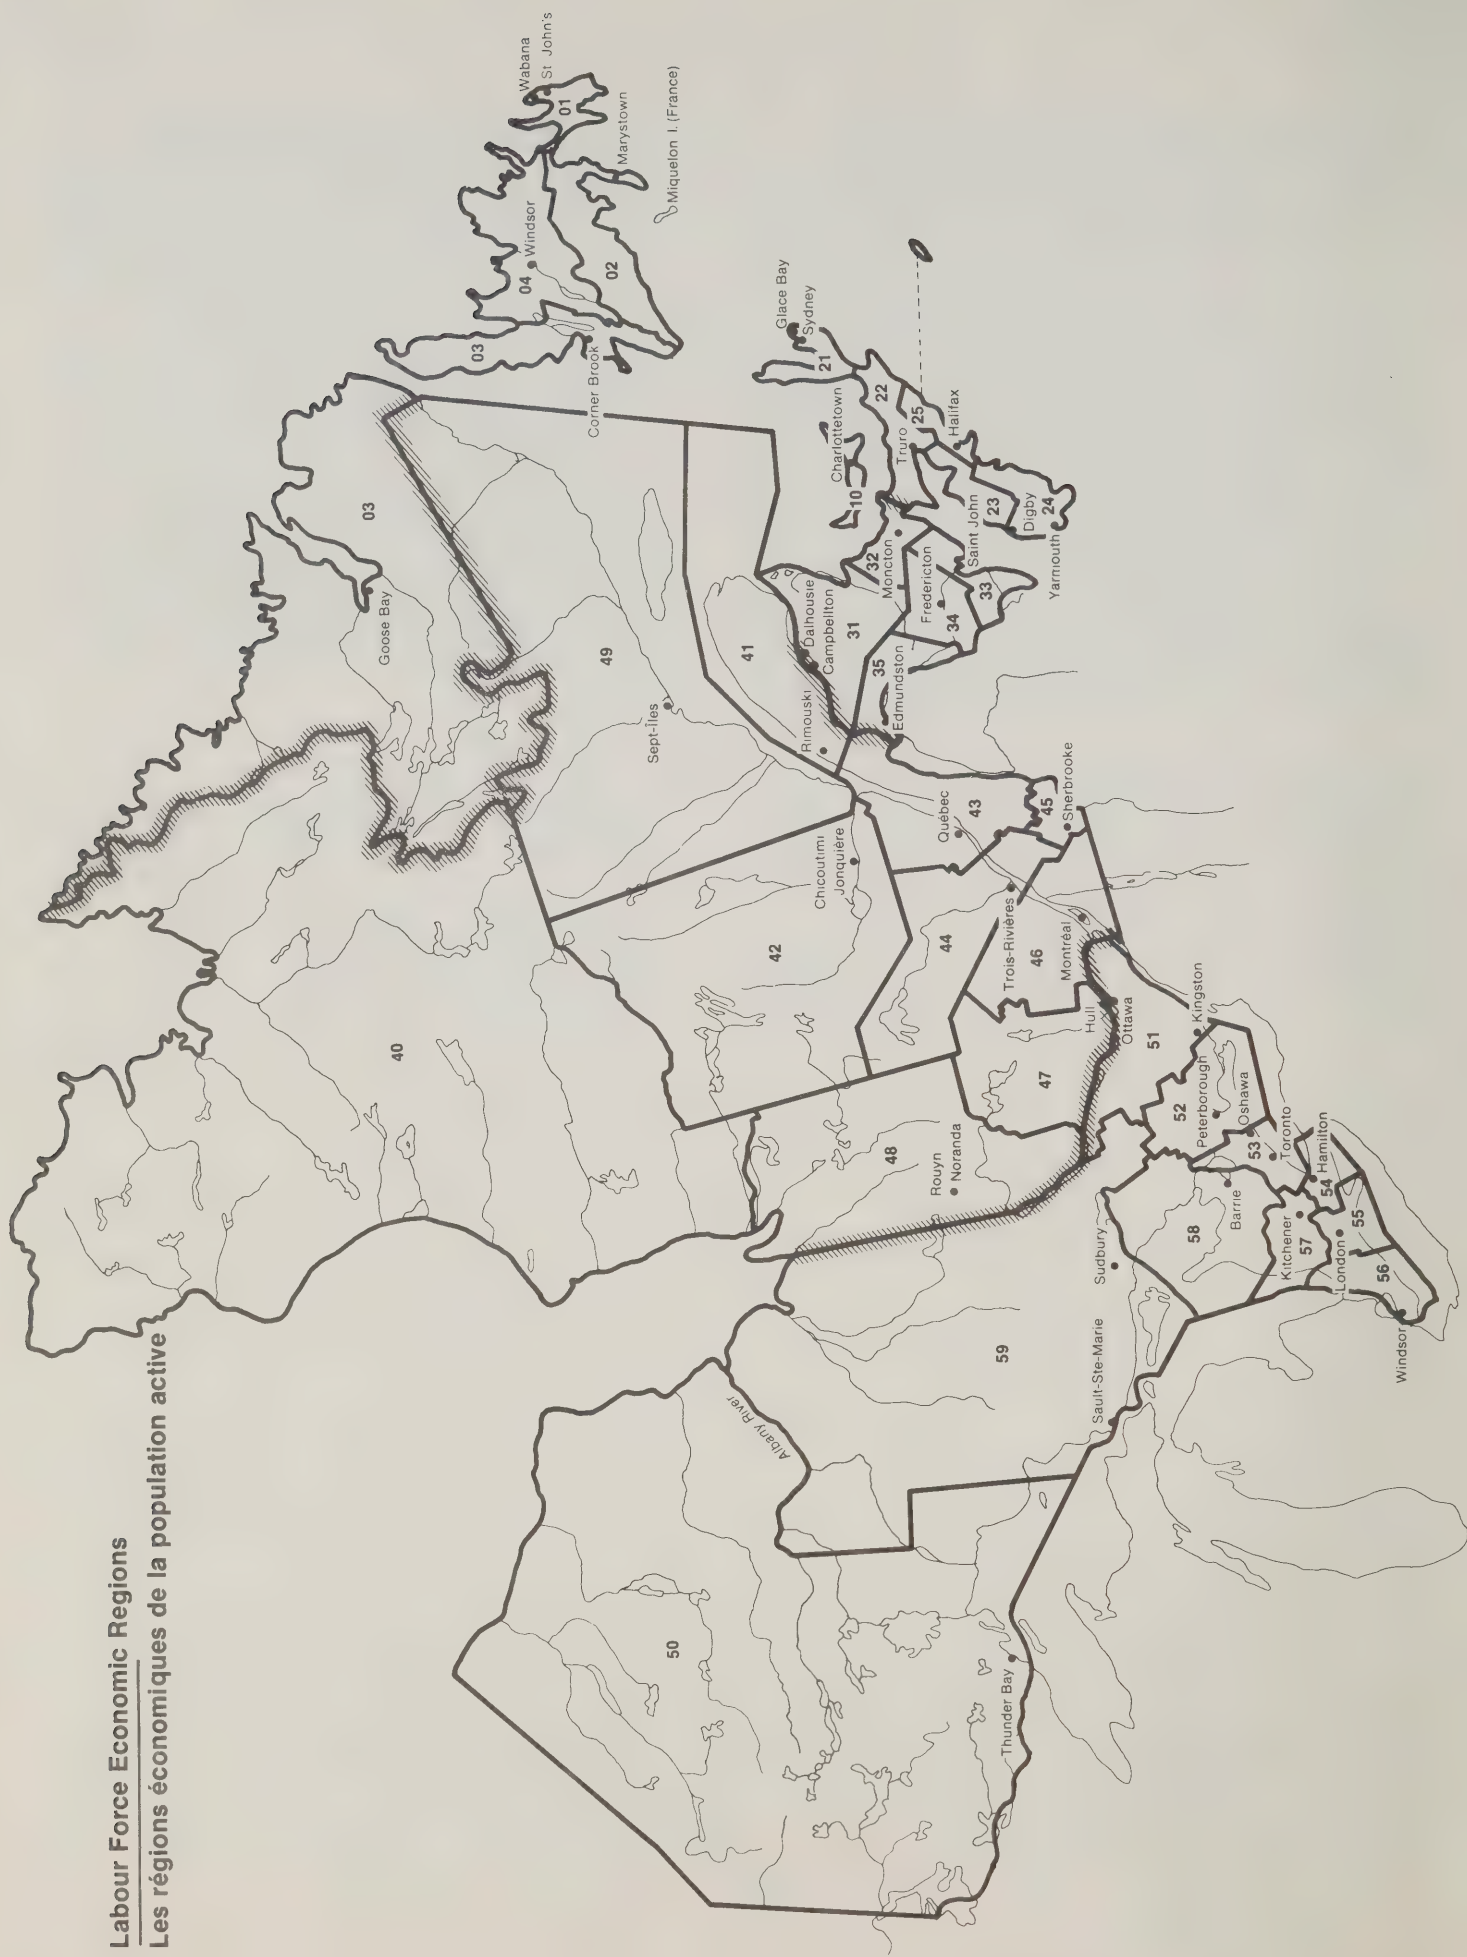 Labour Force Economic Regions
Les régions économiques de la population active
40
03
Goose Bay
03
04
Windsor
Wabana
St John's
01
02
Marystown
Miquelon I. (France)
Corner Brook
49
Sept-Îles
41
42
Chicoutimi
Jonquière
Rimouski
Dalhousie
Campbellton
31
35
Edmundston
Québec
43
45
Sherbrooke
44
Trois-Rivières
46
Montréal
47
Hull
Ottawa
48
Rouyn
Noranda
Glace Bay
Sydney
21
22
25
Charlottetown
10
Truro
Halifax
32
Moncton
Fredericton
34
33
Saint John
23
Digby
24
Yarmouth
50
Albany River
Thunder Bay
59
Sault-Ste-Marie
Sudbury
51
Kingston
52
Peterborough
Oshawa
53
Toronto
Hamilton
54
58
Barrie
Kitchener
57
London
55
56
Windsor